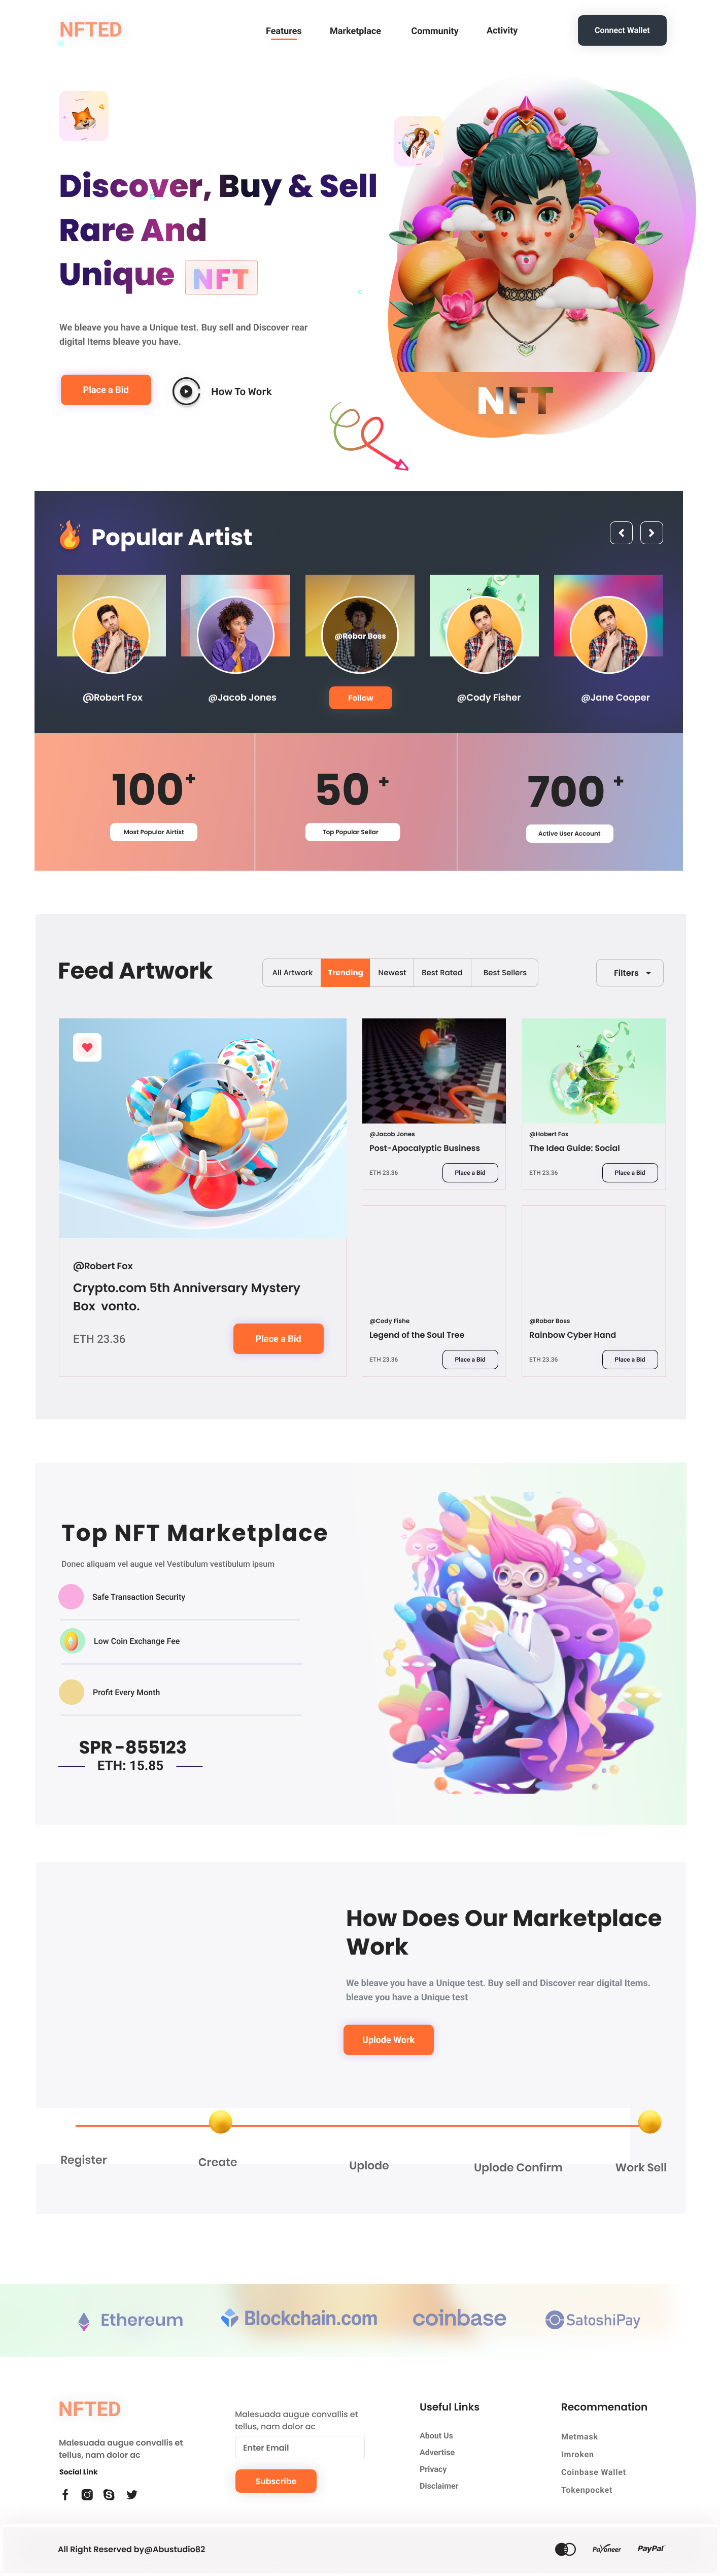 NFTED
Features
Marketplace
Community
Activity
Connect Wallet
Discover, Buy & Sell
Rare And
Unique NFT
We bleave you have a Unique test. Buy sell and Discover rear
digital Items bleave you have.
Place a Bid
How To Work
NFT
Popular Artist
@Robar Boss
@Robert Fox
@Jacob Jones
Follow
@Cody Fisher
@Jane Cooper
100+
50 +
700 +
Most Popular Airtist
Top Popular Sellar
Active User Account
Feed Artwork
All Artwork
Trending
Newest
Best Rated
Best Sellers
Filters
@Robert Fox
Crypto.com 5th Anniversary Mystery
Box vonto.
ETH 23.36
Place a Bid
@Jacob Jones
Post-Apocalyptic Business
ETH 23.36
Place a Bid
@Hobert Fox
The Idea Guide: Social
ETH 23.36
Place a Bid
@Cody Fishe
Legend of the Soul Tree
ETH 23.36
Place a Bid
@Robar Boss
Rainbow Cyber Hand
ETH 23.36
Place a Bid
Top NFT Marketplace
Donec aliquam vel augue vel Vestibulum vestibulum ipsum
Safe Transaction Security
Low Coin Exchange Fee
Profit Every Month
SPR-855123
ETH: 15.85
How Does Our Marketplace
Work
We bleave you have a Unique test. Buy sell and Discover rear digital Items.
bleave you have a Unique test
Uplode Work
Register
Create
Uplode
Uplode Confirm
Work Sell
Ethereum
Blockchain.com
coinbase
SatoshiPay
NFTED
Malesuada augue convallis et
tellus, nam dolor ac
Social Link
Malesuada augue convallis et
tellus, nam dolor ac
Enter Email
Subscribe
Useful Links
About Us
Advertise
Privacy
Disclaimer
Recommenation
Metmask
Imroken
Coinbase Wallet
Tokenpocket
All Right Reserved by@Abustudio82
Payoneer
PayPal